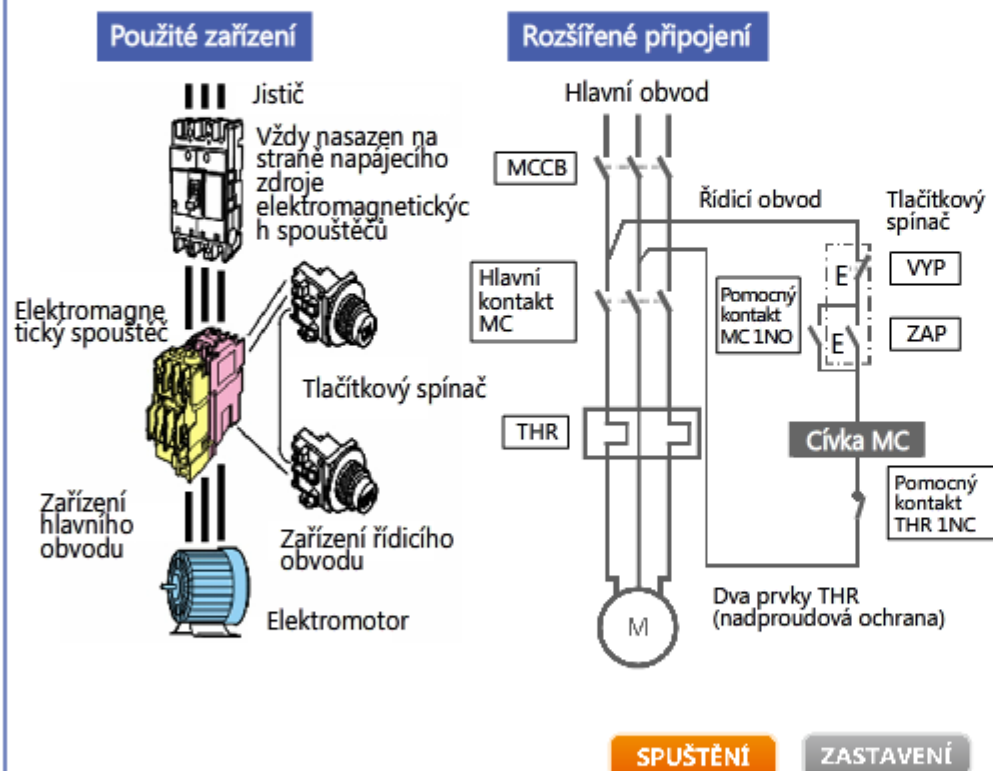 Použité zařízení
Rozšířené připojení
Jistič
Vždy nasazen na
straně napájecího
zdroje
elektromagnetickýc
h spouštěčů
Elektromagne
tický spouštěč
Tlačítkový spínač
Zařízení
hlavního
obvodu
Zařízení řídicího
obvodu
Elektromotor
Hlavní obvod
MCCB
Řídicí obvod
Tlačítkový
spínač
E
VYP
Hlavní
kontakt
MC
Pomocný
kontakt
MC 1NO
E
ZAP
THR
Cívka MC
Pomocný
kontakt
THR 1NC
Dva prvky THR
(nadproudová ochrana)
M
SPUŠTĚNÍ
ZASTAVENÍ